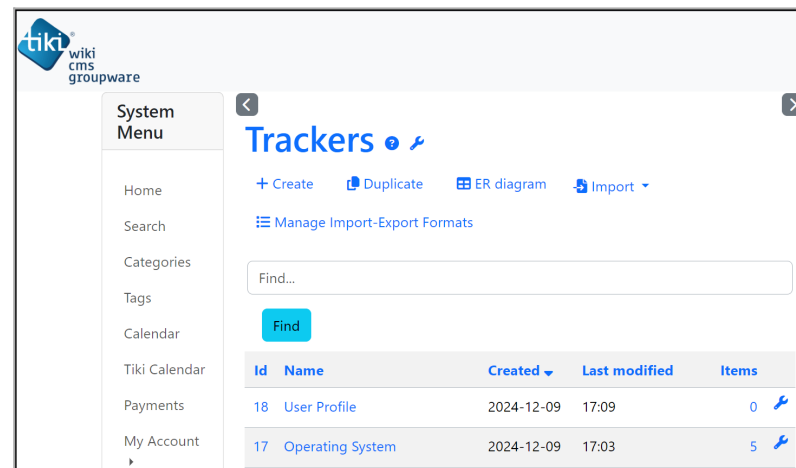 tiki
wiki
cms
groupware
System
Menu
Home
Search
Categories
Tags
Calendar
Tiki Calendar
Payments
My Account
Trackers
Create Duplicate ER diagram Import
Manage Import-Export Formats
Find...
Find
Id Name Created Last modified Items
18 User Profile 2024-12-09 17:09 0
17 Operating System 2024-12-09 17:03 5